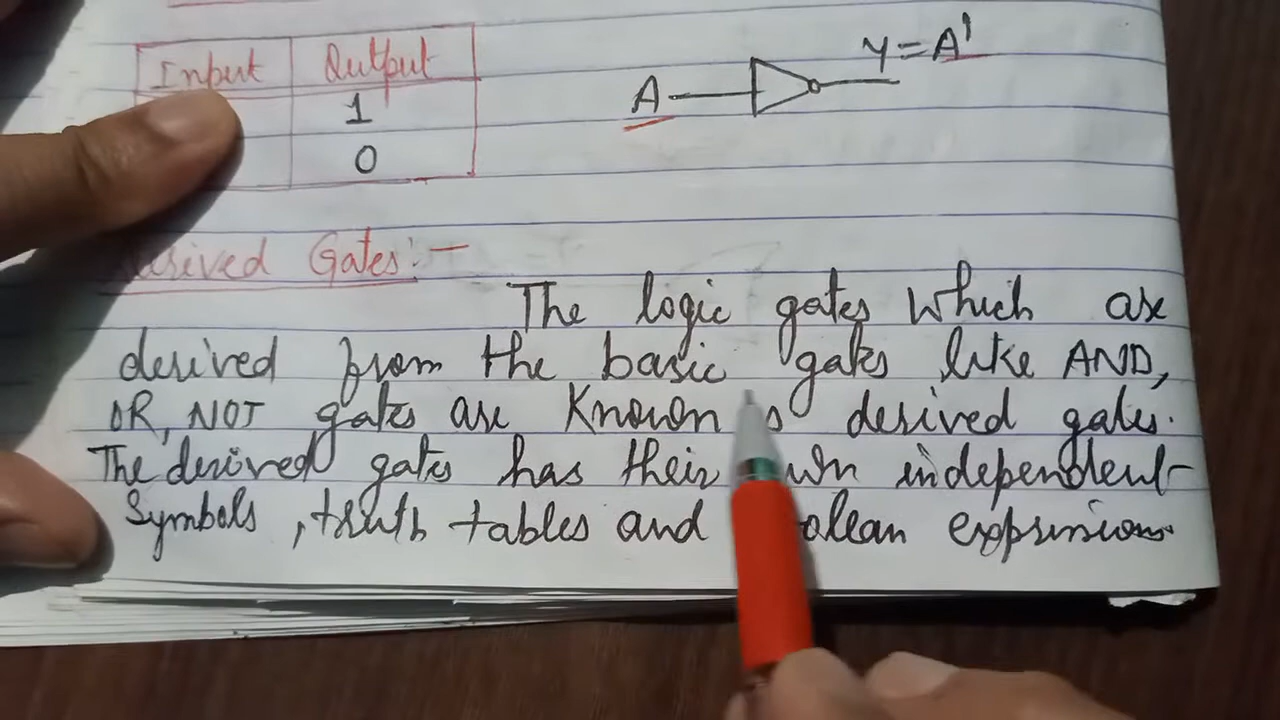 Input Output
1
0
A
Y = A'
Derived Gates:-
The logic gates which are
derived from the basic gates like AND,
OR, NOT gates are Known derived gates.
The derived gates has their independent
Symbols, truth tables and expressions